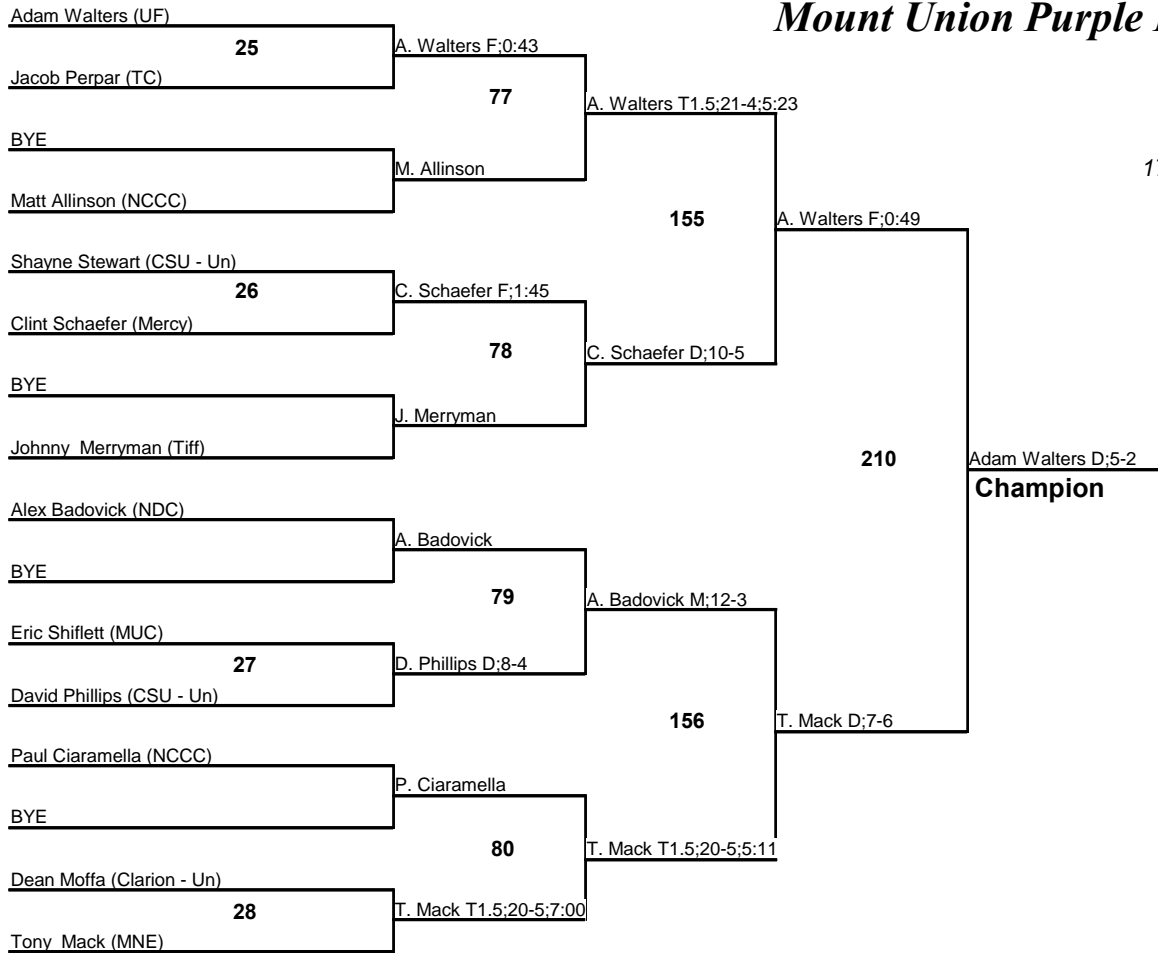 Mount Union Purple
17
Adam Walters (UF)
25
Jacob Perpar (TC)
BYE
Matt Allinson (NCCC)
Shayne Stewart (CSU - Un)
26
Clint Schaefer (Mercy)
BYE
Johnny Merryman (Tiff)
Alex Badovick (NDC)
BYE
Eric Shiflett (MUC)
27
David Phillips (CSU - Un)
Paul Ciaramella (NCCC)
BYE
Dean Moffa (Clarion - Un)
28
Tony Mack (MNE)
A. Walters F;0:43
77
M. Allinson
C. Schaefer F;1:45
78
J. Merryman
A. Badovick
79
D. Phillips D;8-4
P. Ciaramella
80
T. Mack T1.5;20-5;7:00
A. Walters T1.5;21-4;5:23
155
C. Schaefer D;10-5
A. Badovick M;12-3
156
T. Mack T1.5;20-5;5:11
A. Walters F;0:49
210
T. Mack D;7-6
Adam Walters D;5-2
Champion